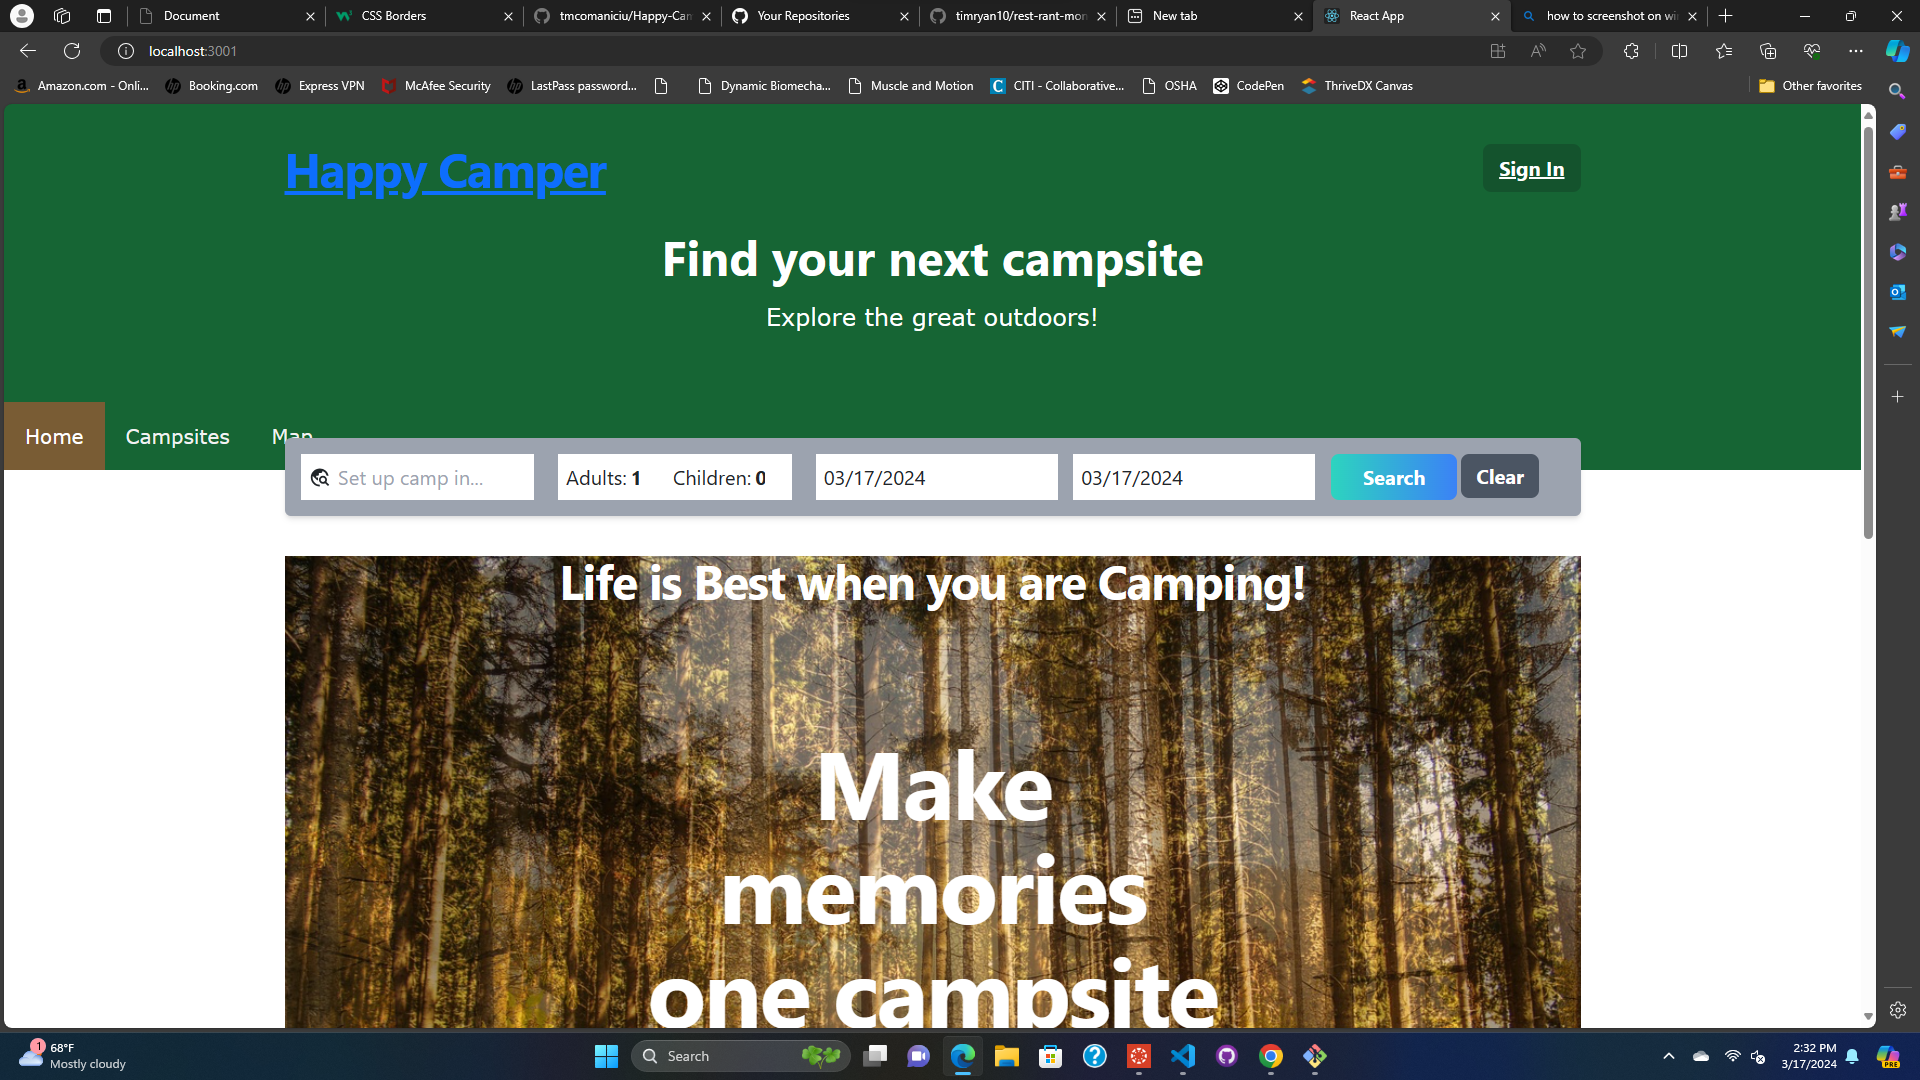 Document
CSS Borders
tmcomaniciu/Happy-Cam
Your Repositories
timryan10/rest-rant-mon
New tab
React App
how to screenshot on wi
localhost:3001
Amazon.com - Onli...
Booking.com
Express VPN
McAfee Security
LastPass password...
Dynamic Biomecha...
Muscle and Motion
CITI - Collaborative...
OSHA
CodePen
ThriveDX Canvas
Other favorites
Happy Camper
Sign In
Find your next campsite
Explore the great outdoors!
Home
Campsites
Map
Set up camp in...
Adults: 1
Children: 0
03/17/2024
03/17/2024
Search
Clear
Life is Best when you are Camping!
Make
memories
one campsite
1
68°F
Mostly cloudy
Search
2:32 PM
3/17/2024
PRE